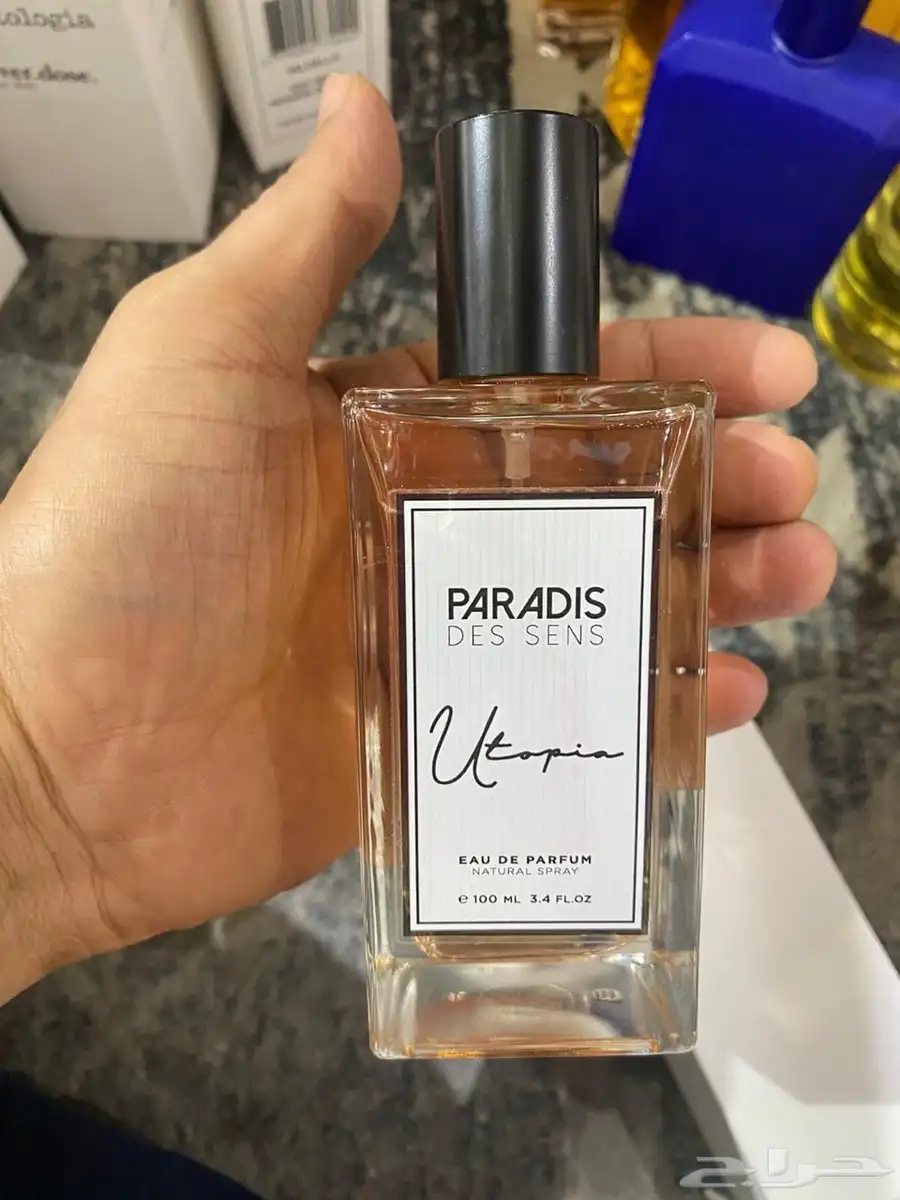 PARADIS
DES SENS
Utopia
EAU DE PARFUM
NATURAL SPRAY
e 100 ML 3.4 FL.OZ
حراج